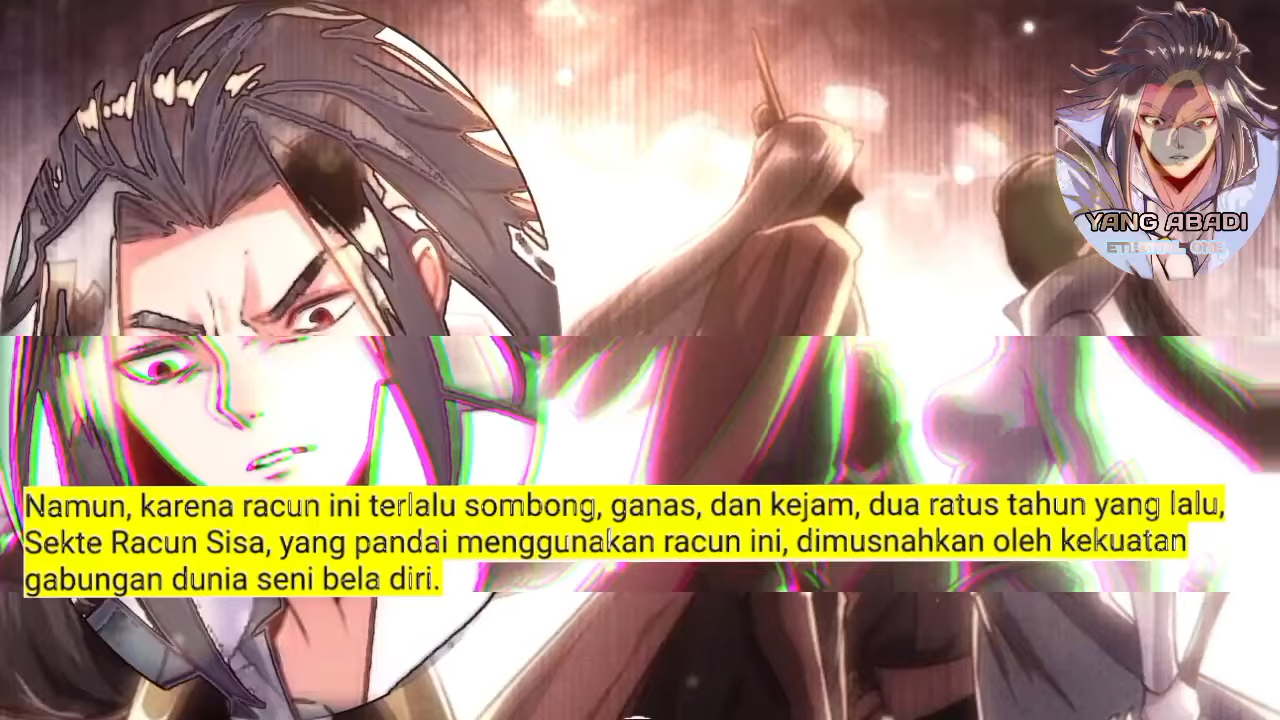 YANG ABADI
Namun, karena racun ini terlalu sombong, ganas, dan kejam, dua ratus tahun yang lalu,
Sekte Racun Sisa, yang pandai menggunakan racun ini, dimusnahkan oleh kekuatan
gabungan dunia seni bela diri.